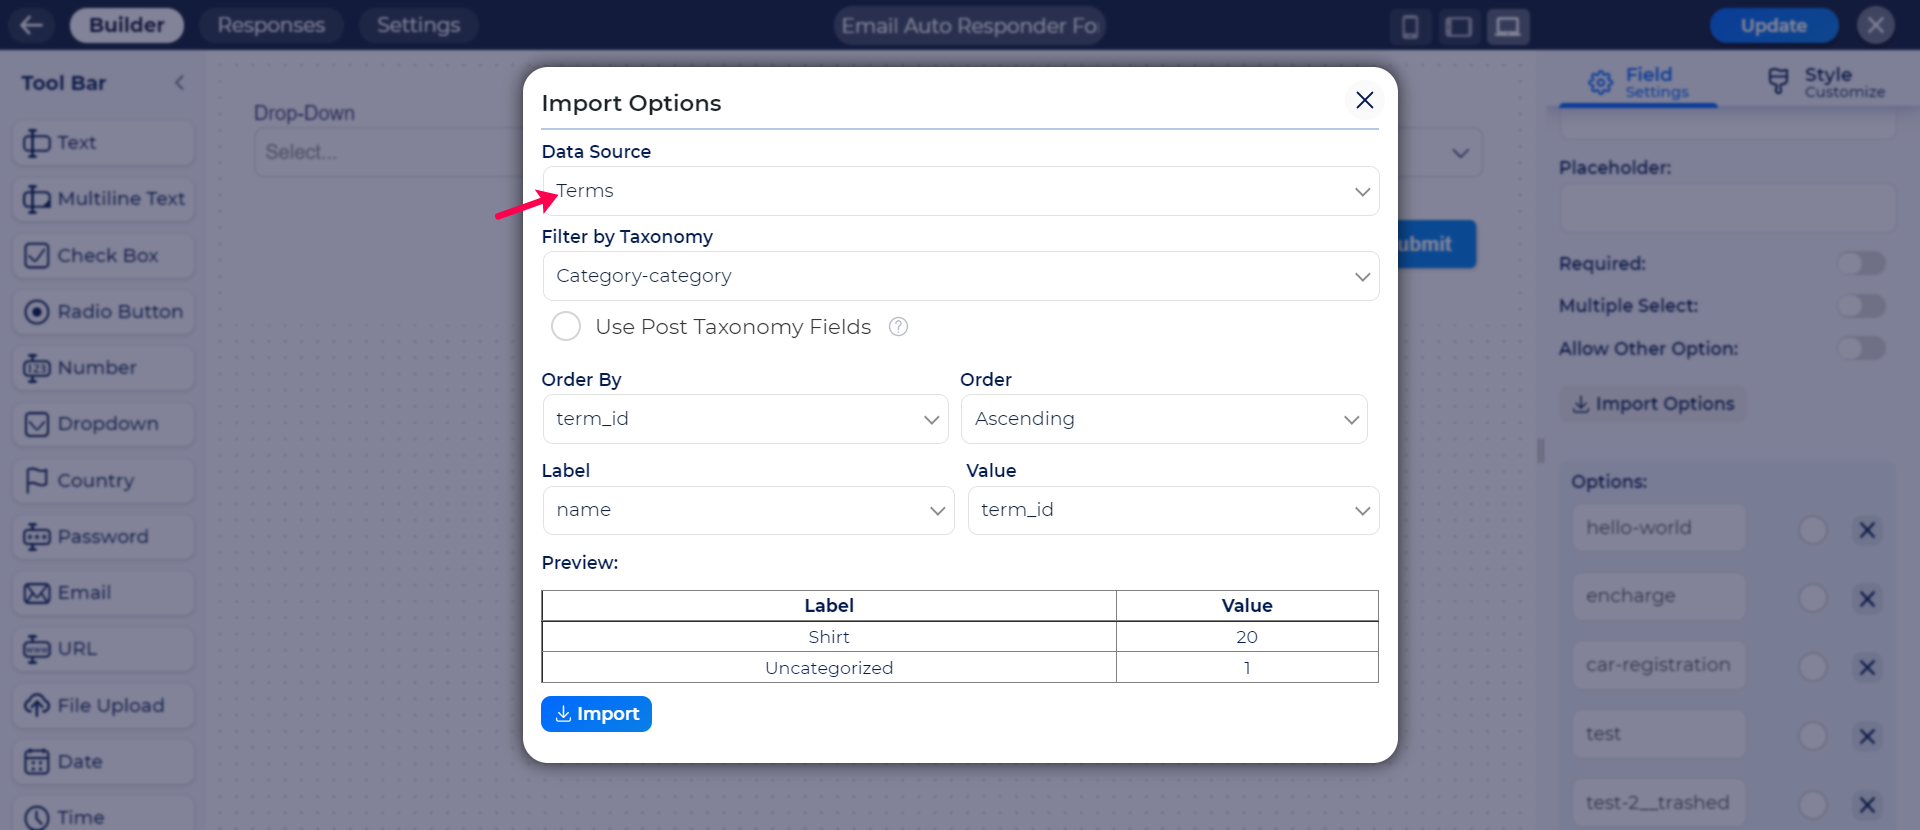 Builder
Responses
Settings
Email Auto Responder Fo
Update
Tool Bar
Text
Multiline Text
Check Box
Radio Button
Number
Dropdown
Country
Password
Email
URL
File Upload
Date
Time
Drop-Down
Select...
ubmit
Import Options
Data Source
Terms
Filter by Taxonomy
Category-category
Use Post Taxonomy Fields ?
Order By
Order
term_id
Ascending
Label
Value
name
term_id
Preview:
Label Value
Shirt 20
Uncategorized 1
Import
Field
Settings
Style
Customize
Placeholder:
Required:
Multiple Select:
Allow Other Option:
Import Options
Options:
hello-world
encharge
car-registration
test
test-2__trashed